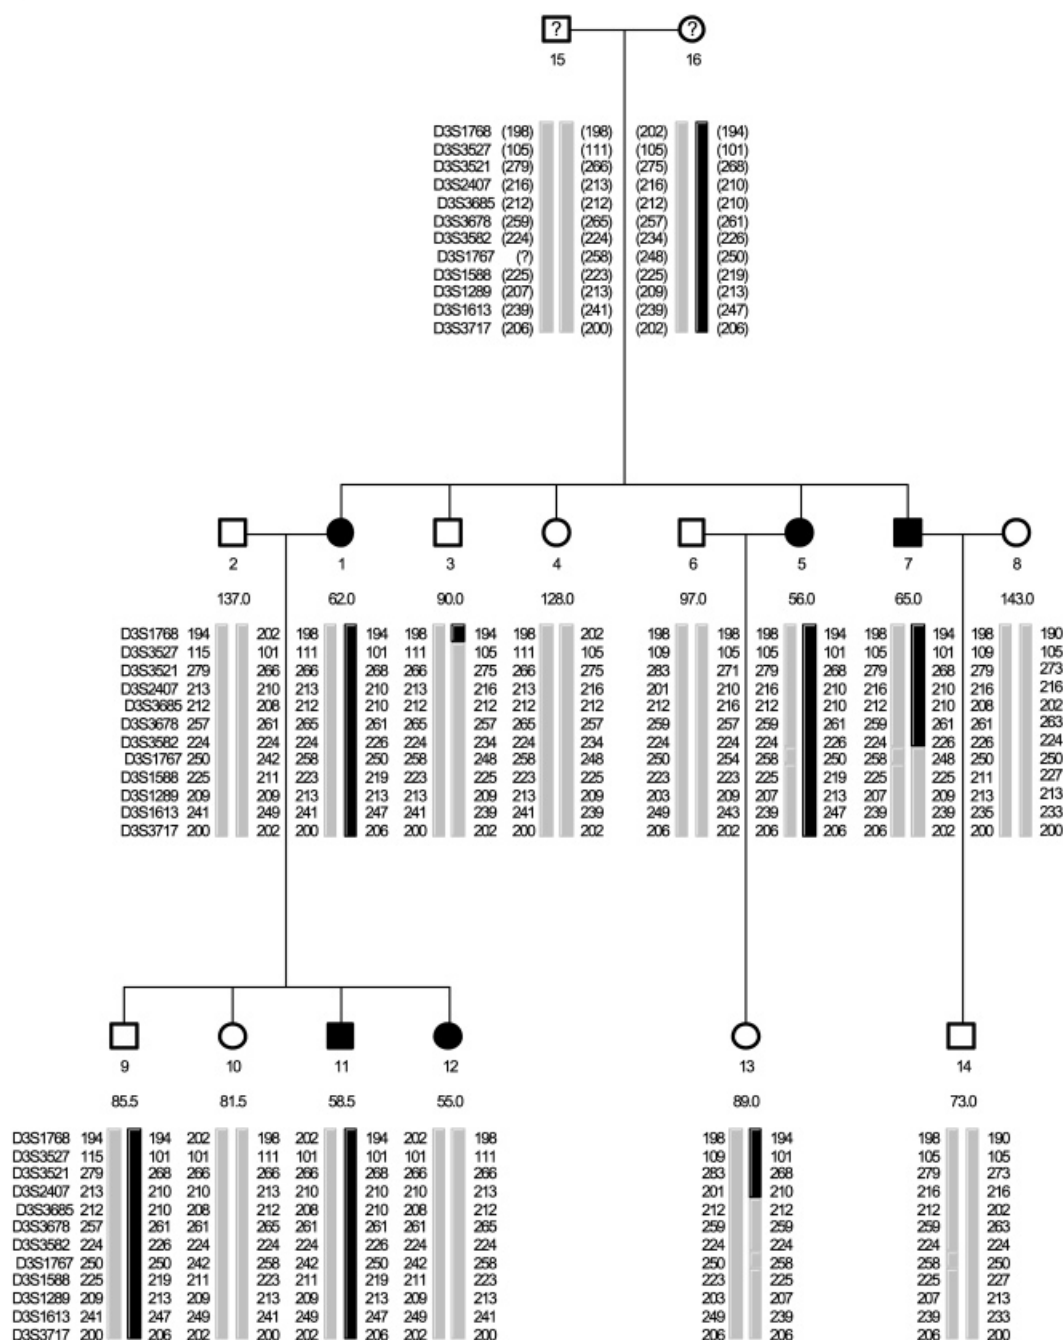 ? ?
15 16
D3S1768 (198) (198) (202) (194)
D3S3527 (105) (111) (105) (101)
D3S3521 (279) (266) (275) (268)
D3S2407 (216) (213) (216) (210)
D3S3685 (212) (212) (212) (210)
D3S3678 (259) (265) (257) (261)
D3S3582 (224) (224) (234) (226)
D3S1767 (?) (258) (248) (250)
D3S1588 (225) (223) (225) (219)
D3S1289 (207) (213) (209) (213)
D3S1613 (239) (241) (239) (247)
D3S3717 (206) (200) (202) (206)
2 1 3 4 6 5 7 8
137.0 62.0 90.0 128.0 97.0 56.0 65.0 143.0
D3S1768 194 202 198 194 198 194 198 202 198 198 198 194 198 194 198 190
D3S3527 115 101 111 101 111 105 111 105 109 105 105 101 105 101 109 105
D3S3521 279 266 266 268 266 275 266 275 283 271 279 268 279 268 279 273
D3S2407 213 210 213 210 213 216 213 216 201 210 216 210 216 210 216 216
D3S3685 212 208 212 210 212 212 212 212 212 216 212 210 212 210 208 202
D3S3678 257 261 265 261 265 257 265 257 259 257 259 261 259 261 261 263
D3S3582 224 224 224 226 224 234 224 234 224 224 224 226 224 226 226 224
D3S1767 250 242 258 250 258 248 258 248 250 254 258 250 258 248 250 250
D3S1588 225 211 223 219 223 225 223 225 223 223 225 219 225 225 211 227
D3S1289 209 209 213 213 213 209 213 209 203 209 207 213 207 209 213 213
D3S1613 241 249 241 247 241 239 241 239 249 243 239 247 239 239 235 233
D3S3717 200 202 200 206 200 202 200 202 206 202 206 206 206 202 200 200
9 10 11 12 13 14
85.5 81.5 58.5 55.0 89.0 73.0
D3S1768 194 194 202 198 202 194 202 198 198 194 198 190
D3S3527 115 101 101 111 101 101 101 111 109 101 105 105
D3S3521 279 268 266 266 266 268 266 266 283 268 279 273
D3S2407 213 210 210 213 210 210 210 213 201 210 216 216
D3S3685 212 210 208 212 208 210 208 212 212 212 212 202
D3S3678 257 261 261 265 261 261 261 265 259 259 259 263
D3S3582 224 226 224 224 224 226 224 224 224 224 224 224
D3S1767 250 250 242 258 242 250 242 258 250 258 258 250
D3S1588 225 219 211 223 211 219 211 223 223 225 225 227
D3S1289 209 213 209 213 209 213 209 213 203 207 207 213
D3S1613 241 247 249 241 249 247 249 241 249 239 239 233
D3S3717 200 206 202 200 202 206 202 200 206 206 206 200